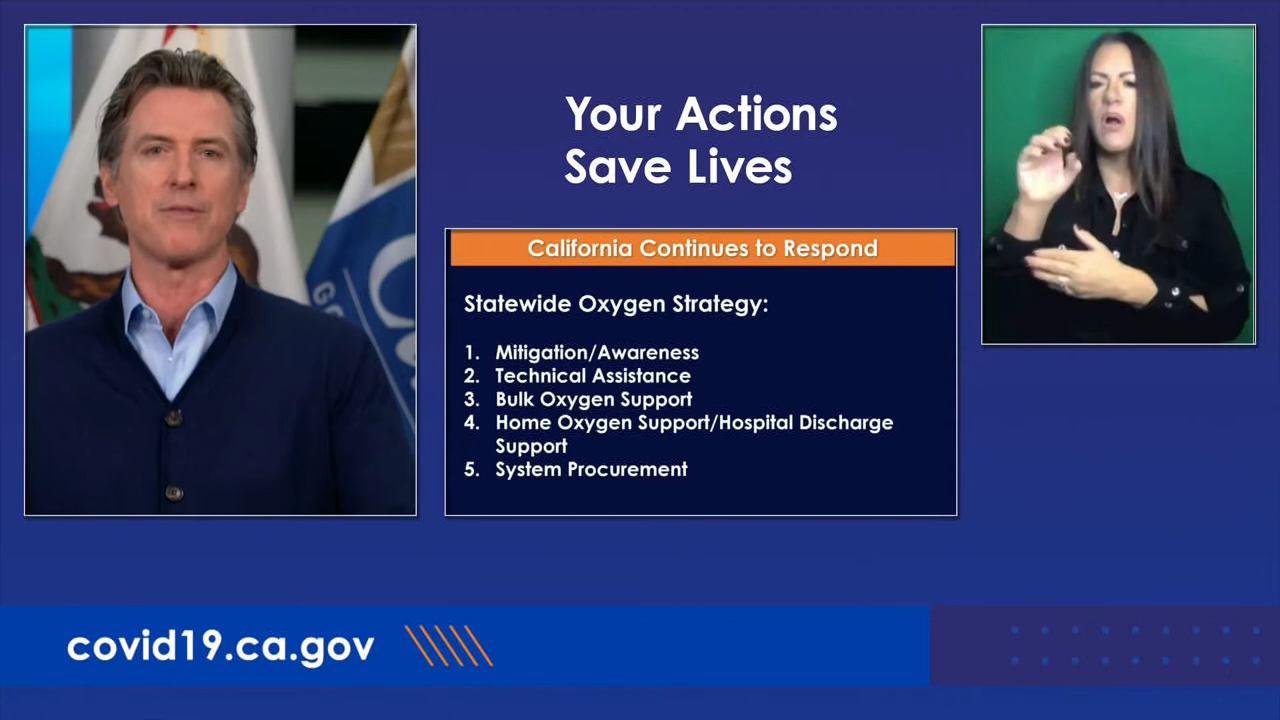 Your Actions
Save Lives
California Continues to Respond
Statewide Oxygen Strategy:
1. Mitigation/Awareness
2. Technical Assistance
3. Bulk Oxygen Support
4. Home Oxygen Support/Hospital Discharge
Support
5. System Procurement
covid19.ca.gov